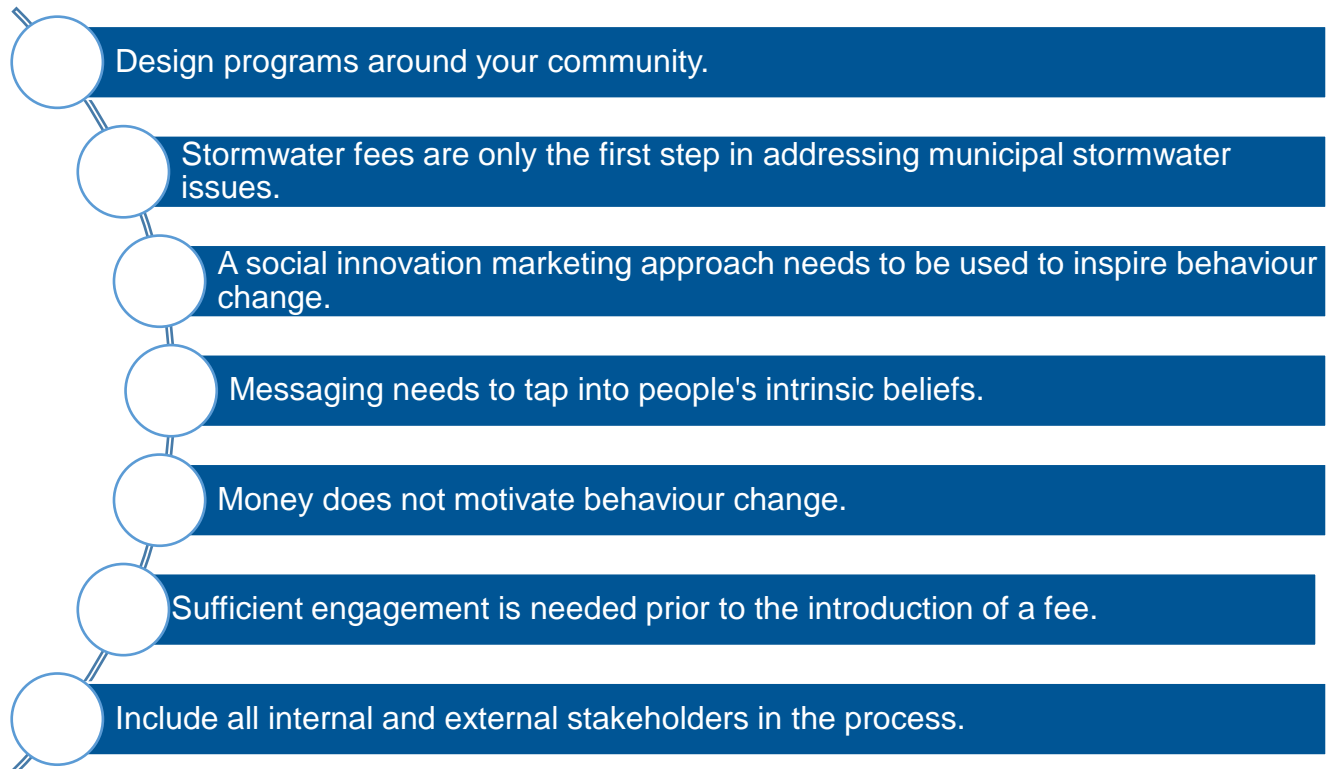 Design programs around your community.
Stormwater fees are only the first step in addressing municipal stormwater
issues.
A social innovation marketing approach needs to be used to inspire behaviour
change.
Messaging needs to tap into people's intrinsic beliefs.
Money does not motivate behaviour change.
Sufficient engagement is needed prior to the introduction of a fee.
Include all internal and external stakeholders in the process.